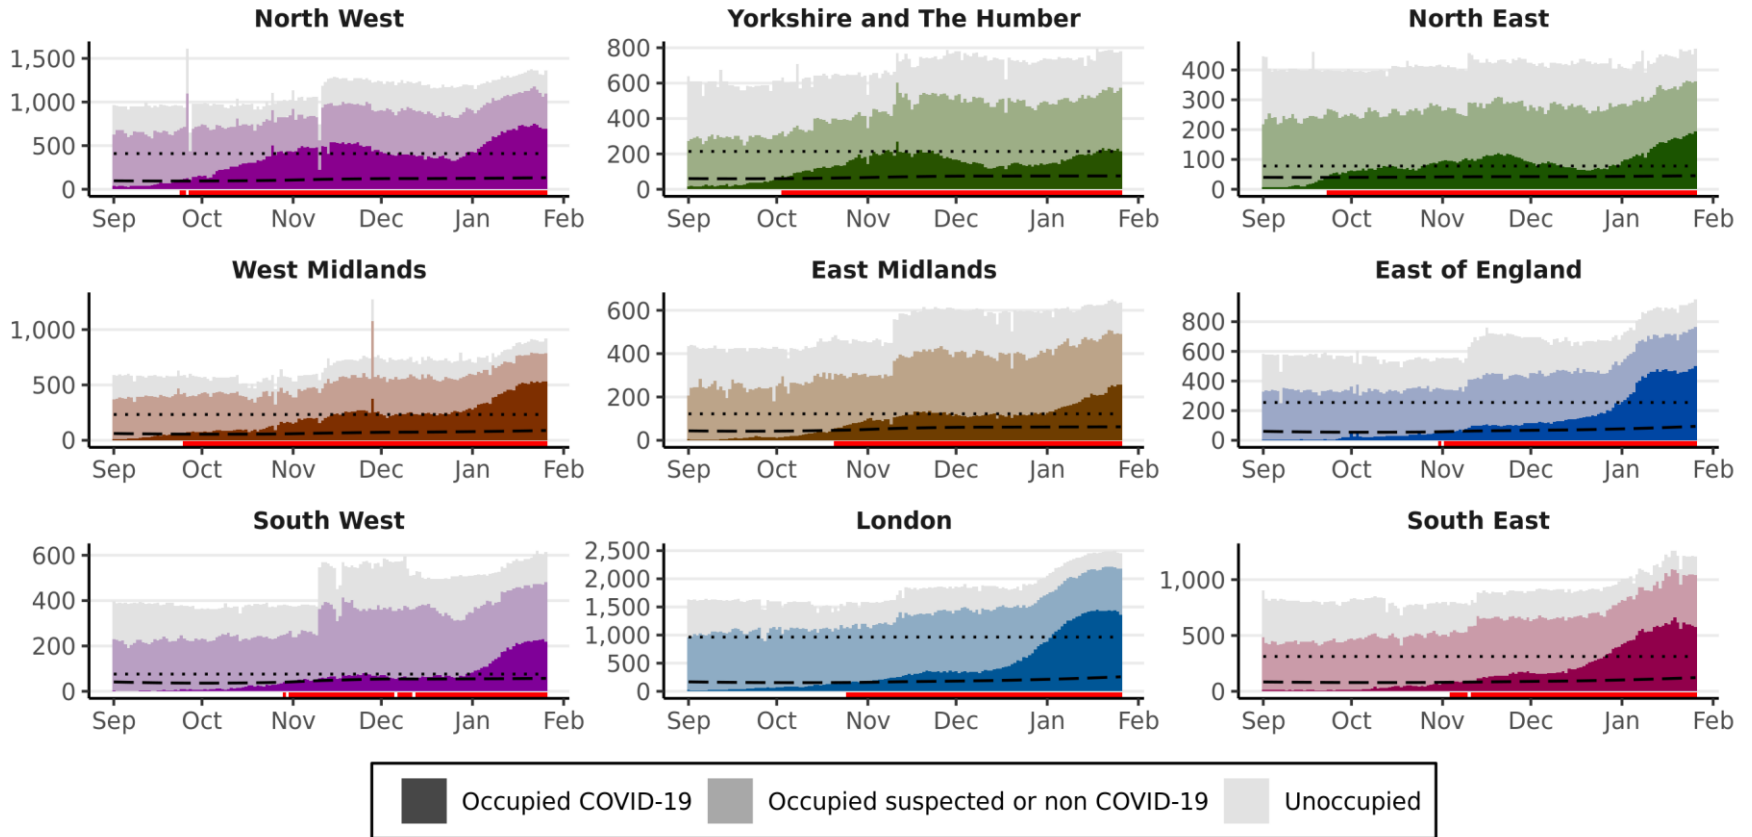 North West
Yorkshire and The Humber
North East
1,500
1,000
500
0
Sep Oct Nov Dec Jan Feb
800
600
400
200
0
Sep Oct Nov Dec Jan Feb
400
300
200
100
0
Sep Oct Nov Dec Jan Feb
West Midlands
East Midlands
East of England
1,000
500
0
Sep Oct Nov Dec Jan Feb
600
400
200
0
Sep Oct Nov Dec Jan Feb
800
600
400
200
0
Sep Oct Nov Dec Jan Feb
South West
London
South East
600
400
200
0
Sep Oct Nov Dec Jan Feb
2,500
2,000
1,500
1,000
500
0
Sep Oct Nov Dec Jan Feb
1,000
500
0
Sep Oct Nov Dec Jan Feb
Occupied COVID-19 Occupied suspected or non COVID-19 Unoccupied